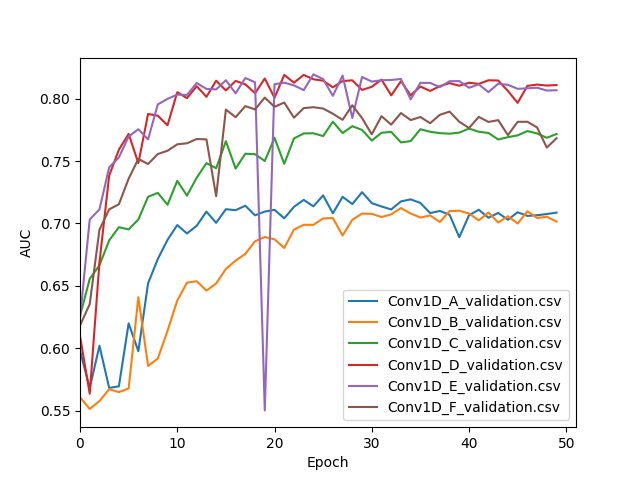 0.80
0.75
0.70
0.65
0.60
0.55
AUC
0
10
20
30
40
50
Epoch
Conv1D_A_validation.csv
Conv1D_B_validation.csv
Conv1D_C_validation.csv
Conv1D_D_validation.csv
Conv1D_E_validation.csv
Conv1D_F_validation.csv